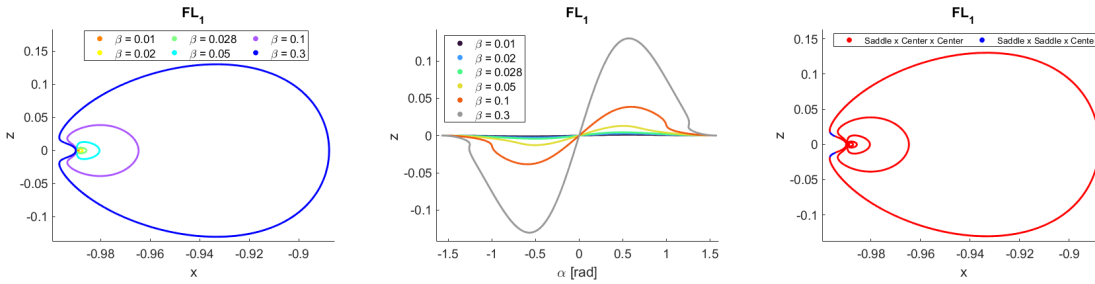 FL1
β = 0.01 β = 0.028 β = 0.1
β = 0.02 β = 0.05 β = 0.3
0.15
0.1
0.05
0
-0.05
-0.1
z
-0.98 -0.96 -0.94 -0.92 -0.9
x
FL1
β = 0.01
β = 0.02
β = 0.028
β = 0.05
β = 0.1
β = 0.3
0.1
0.05
0
-0.05
-0.1
z
-1.5 -1 -0.5 0 0.5 1 1.5
α [rad]
FL1
Saddle x Center x Center Saddle x Saddle x Center
0.15
0.1
0.05
0
-0.05
-0.1
z
-0.98 -0.96 -0.94 -0.92 -0.9
x